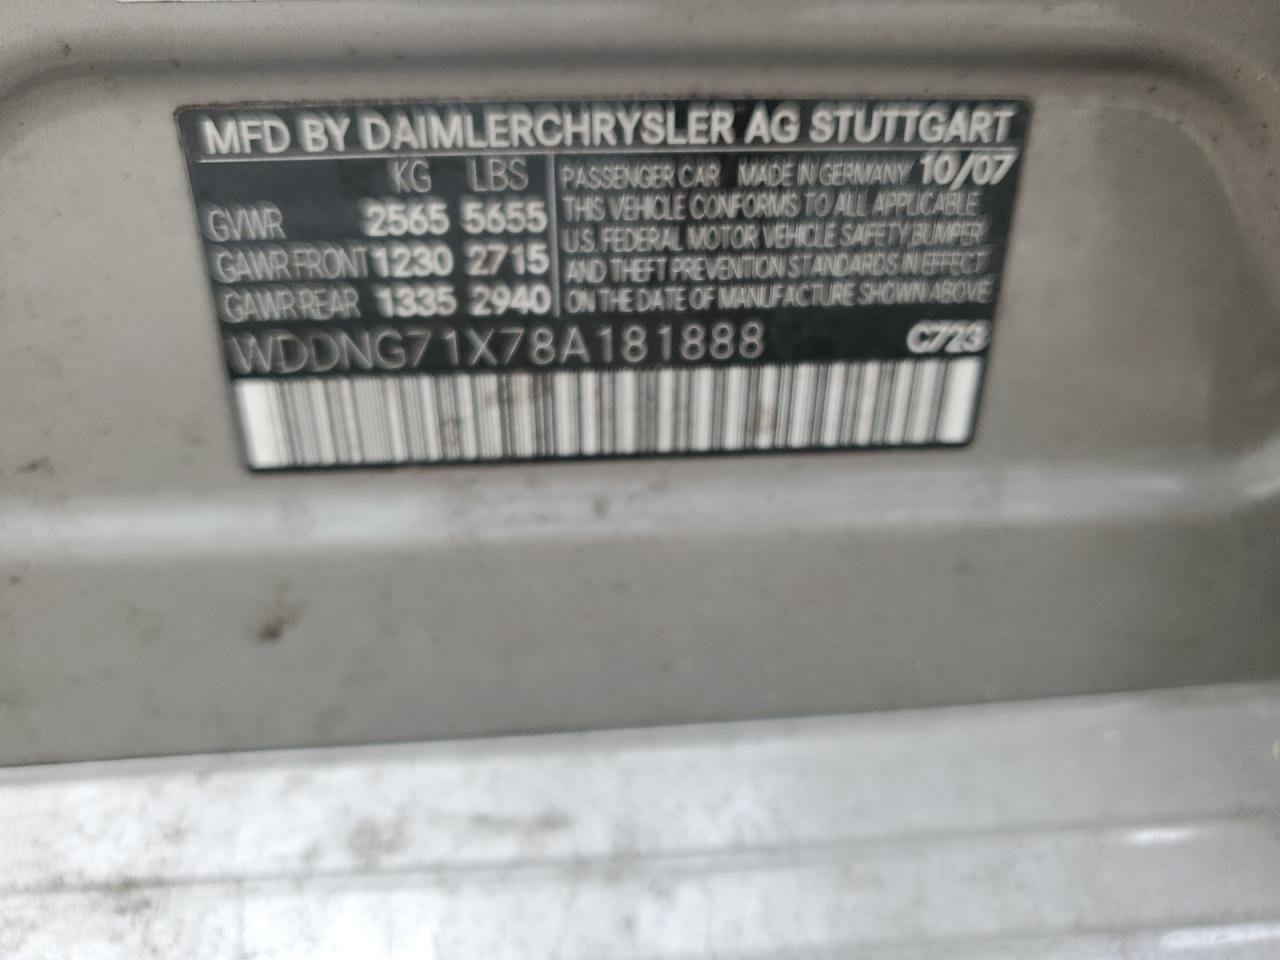 MFD BY DAIMLERCHRYSLER AG STUTTGART
KG LBS
GVWR 2565 5655
GAWR FRONT 1230 2715
GAWR REAR 1335 2940
PASSENGER CAR MADE IN GERMANY 10/07
THIS VEHICLE CONFORMS TO ALL APPLICABLE
U.S. FEDERAL MOTOR VEHICLE SAFETY BUMPER
AND THEFT PREVENTION STANDARDS IN EFFECT
ON THE DATE OF MANUFACTURE SHOWN ABOVE
WDDNG71X78A181888 C723